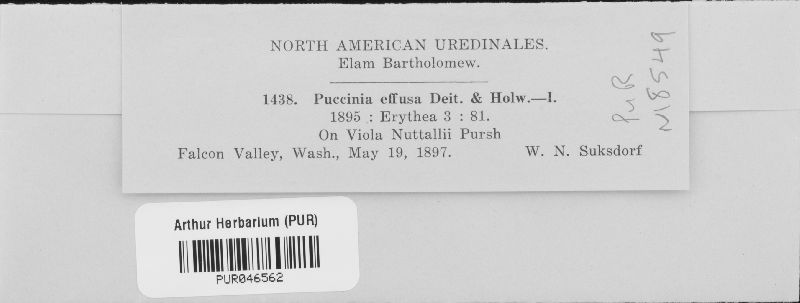 NORTH AMERICAN UREDINALES.
Elam Bartholomew.
1438. Puccinia effusa Deit. & Holw.—I.
1895 : Erythea 3 : 81.
On Viola Nuttallii Pursh
Falcon Valley, Wash., May 19, 1897. W. N. Suksdorf
PUR
N18549
Arthur Herbarium (PUR)
PUR046562